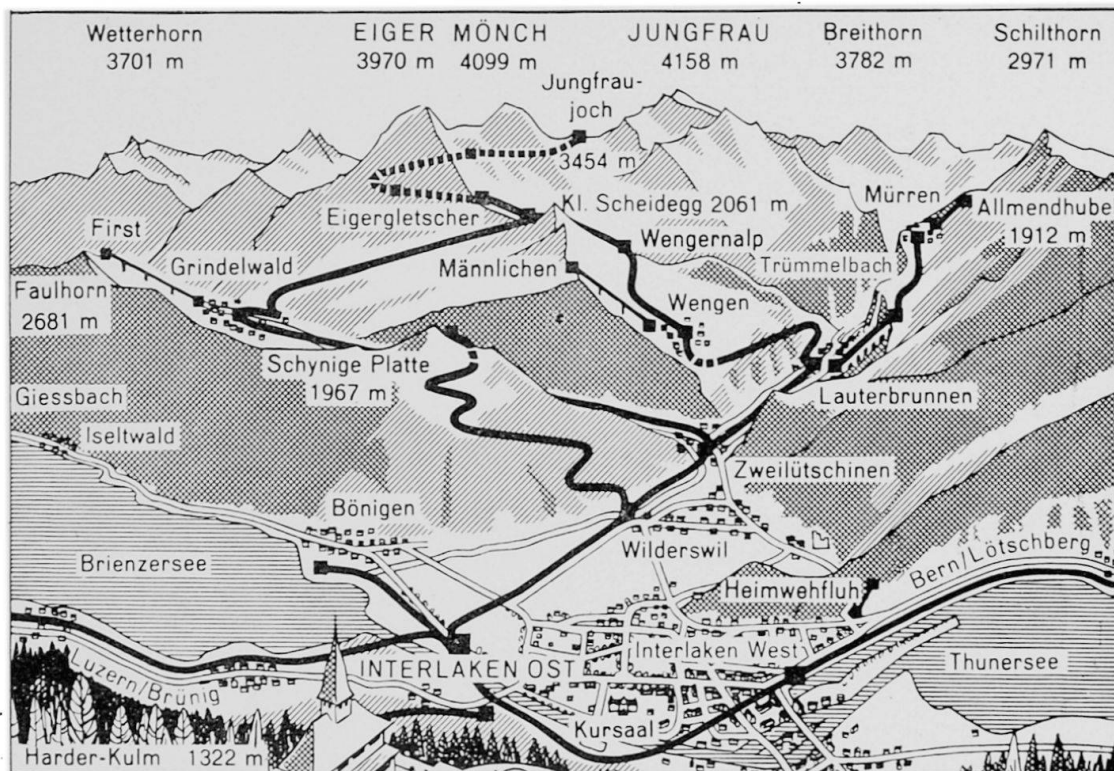 Wetterhorn
3701 m
EIGER
3970 m
MÖNCH
4099 m
JUNGFRAU
4158 m
Breithorn
3782 m
Schilthorn
2971 m
Jungfrau-
joch
3454 m
Eigergletscher
Kl. Scheidegg 2061 m
Mürren
Allmendhubel
1912 m
First
Grindelwald
Männlichen
Wengernalp
Trümmelbach
Faulhorn
2681 m
Wengen
Schynige Platte
1967 m
Giessbach
Lauterbrunnen
Iseltwald
Zweilütschinen
Bönigen
Wilderswil
Brienzersee
Heimwehfluh
Bern/Lötschberg
Luzern/Brünig
INTERLAKEN OST
Interlaken West
Thunersee
Kursaal
Harder-Kulm 1322 m